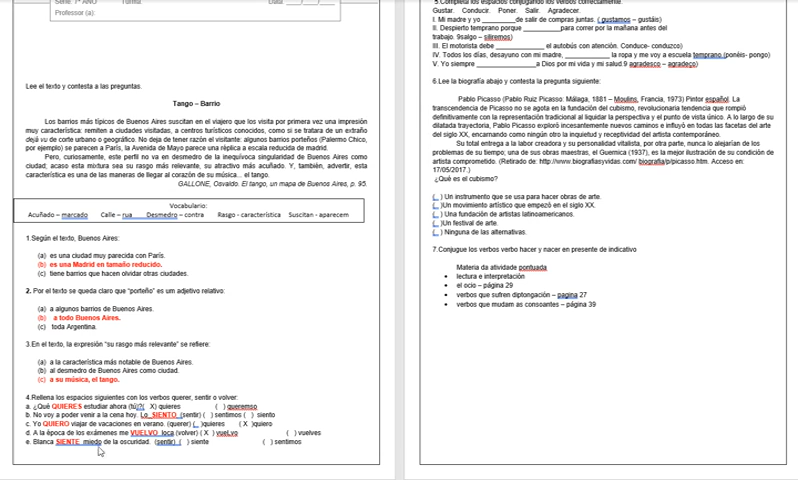 Série: 1º ANO Turma: Data: ____/____/____
Professor (a):
Lee el texto y contesta a las preguntas.
Tango – Barrio
Los barrios más típicos de Buenos Aires suscitan en el viajero que los visita por primera vez una impresión
muy característica: remiten a ciudades visitadas, a centros turísticos conocidos, como si se tratara de un extraño
dejà vu de corte urbano o geográfico. No deja de tener razón el visitante: algunos barrios porteños (Palermo Chico,
por ejemplo) se parecen a París, la Avenida de Mayo parece una réplica a escala reducida de madrid.
Pero, curiosamente, este perfil no va en desmedro de la inequívoca singularidad de Buenos Aires como
ciudad; acaso esta mixtura sea su rasgo más relevante, su atractivo más acuñado. Y, también, advertir, esta
característica es una de las maneras de llegar al corazón de su música... el tango.
GALLONE, Osvaldo. El tango, un mapa de Buenos Aires, p. 95.
Vocabulario:
Acuñado – marcado Calle – rua Desmedro – contra Rasgo - característica Suscitan - aparecem
1.Según el texto, Buenos Aires:
(a) es una ciudad muy parecida con París.
(b) es una Madrid en tamaño reducido.
(c) tiene barrios que hacen olvidar otras ciudades.
2. Por el texto se queda claro que "porteño" es um adjetivo relativo:
(a) a algunos barrios de Buenos Aires.
(b) a todo Buenos Aires.
(c) toda Argentina.
3.En el texto, la expresión "su rasgo más relevante" se refiere:
(a) a la característica más notable de Buenos Aires.
(b) al desmedro de Buenos Aires como ciudad.
(c) a su música, el tango.
4.Rellena los espacios siguientes con los verbos querer, sentir o volver:
a. ¿Qué QUIERES estudiar ahora (tú)?( X) quieres ( ) queremso
b. No voy a poder venir a la cena hoy. Lo SIENTO (sentir) ( ) sentimos ( ) siento
c. Yo QUIERO viajar de vacaciones en verano. (querer) ( )quieres ( X )quiero
d. A la época de los exámenes me VUELVO loca (volver) ( X ) vuelvo ( ) vuelves
e. Blanca SIENTE miedo de la oscuridad. (sentir) ( ) siente ( ) sentimos
5.Completa los espacios conjugando los verbos correctamente.
Gustar. Conducir. Poner. Salir. Agradecer.
I. Mi madre y yo ________de salir de compras juntas. ( gustamos – gustáis)
II. Despierto temprano porque ________para correr por la mañana antes del
trabajo. 9salgo – saliremos)
III. El motorista debe ________ el autobús con atención. Conduce- conduzco)
IV. Todos los días, desayuno con mi madre, ________ la ropa y me voy a escuela temprano.(ponéis- pongo)
V. Yo siempre ________a Dios por mi vida y mi salud.9 agradesco – agradeço)
6.Lee la biografía abajo y contesta la pregunta siguiente:
Pablo Picasso (Pablo Ruiz Picasso: Málaga, 1881 – Moulins, Francia, 1973) Pintor español. La
transcendencia de Picasso no se agota en la fundación del cubismo, revolucionaria tendencia que rompió
definitivamente con la representación tradicional al liquidar la perspectiva y el punto de vista único. A lo largo de su
dilatada trayectoria, Pablo Picasso exploró incesantemente nuevos caminos e influyó en todas las facetas del arte
del siglo XX, encarnando como ningún otro la inquietud y receptividad del artista contemporáneo.
Su total entrega a la labor creadora y su personalidad vitalista, por otra parte, nunca lo alejarían de los
problemas de su tiempo; una de sus obras maestras, el Guernica (1937), es la mejor ilustración de su condición de
artista comprometido. (Retirado de: http://www.biografiasyvidas.com/ biografia/p/picasso.htm. Acceso en:
17/05/2017.)
¿Qué es el cubismo?
( ) Un instrumento que se usa para hacer obras de arte.
( )Un movimiento artístico que empezó en el siglo XX.
( ) Una fundación de artistas latinoamericanos.
( )Un festival de arte.
( ) Ninguna de las alternativas.
7.Conjugue los verbos verbo hacer y nacer en presente de indicativo
Materia da atividade pontuada
• lectura e interpretación
• el ocio – página 29
• verbos que sufren diptongación – pagina 27
• verbos que mudam as consoantes – página 39